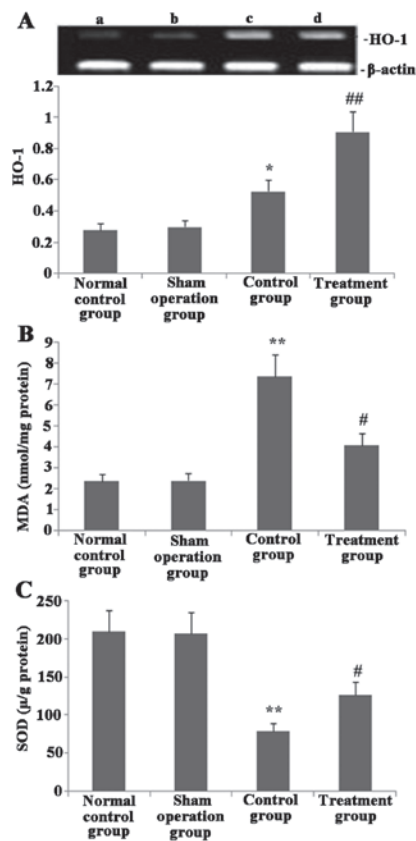 A
a b c d
-HO-1
-β-actin
1.2
##
1
0.8
*
0.6
0.4
0.2
0
HO-1
Normal control group
Sham operation group
Control group
Treatment group
B
9
**
8
7
6
#
5
4
3
2
1
0
MDA (nmol/mg protein)
Normal control group
Sham operation group
Control group
Treatment group
C
250
200
#
150
**
100
50
0
SOD (μ/g protein)
Normal control group
Sham operation group
Control group
Treatment group